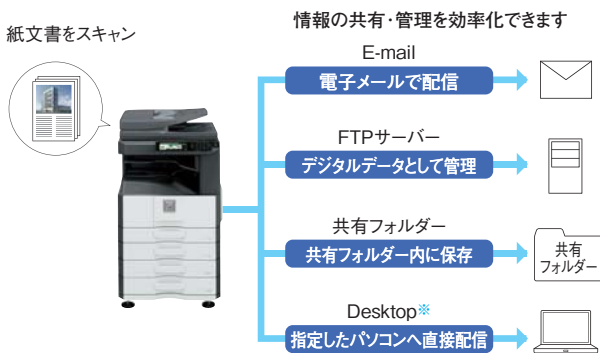 情報の共有・管理を効率化できます
紙文書をスキャン
E-mail
電子メールで配信
FTPサーバー
デジタルデータとして管理
共有フォルダー
共有フォルダー内に保存
共有
フォルダー
Desktop※
指定したパソコンへ直接配信